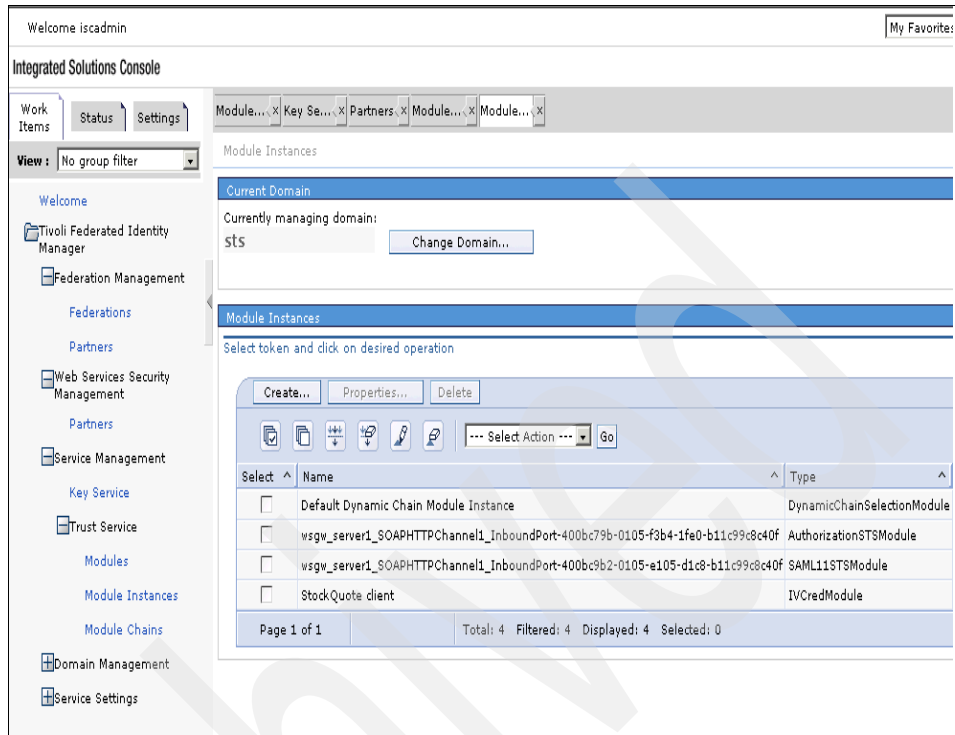 Welcome iscadmin
My Favorites
Integrated Solutions Console
Work Items
Status
Settings
Module... x Key Se... x Partners x Module... x Module... x
View : No group filter
Module Instances
Welcome
Tivoli Federated Identity Manager
Federation Management
Federations
Partners
Web Services Security Management
Partners
Service Management
Key Service
Trust Service
Modules
Module Instances
Module Chains
Domain Management
Service Settings
Current Domain
Currently managing domain:
sts
Change Domain...
Module Instances
Select token and click on desired operation
Create... Properties... Delete
--- Select Action --- Go
Select ^ Name ^ Type ^
Default Dynamic Chain Module Instance DynamicChainSelectionModule
wsgw_server1_SOAPHTTPChannel1_InboundPort-400bc79b-0105-f3b4-1fe0-b11c99c8c40f AuthorizationSTSModule
wsgw_server1_SOAPHTTPChannel1_InboundPort-400bc9b2-0105-e105-d1c8-b11c99c8c40f SAML11STSModule
StockQuote client IVCredModule
Page 1 of 1 Total: 4 Filtered: 4 Displayed: 4 Selected: 0